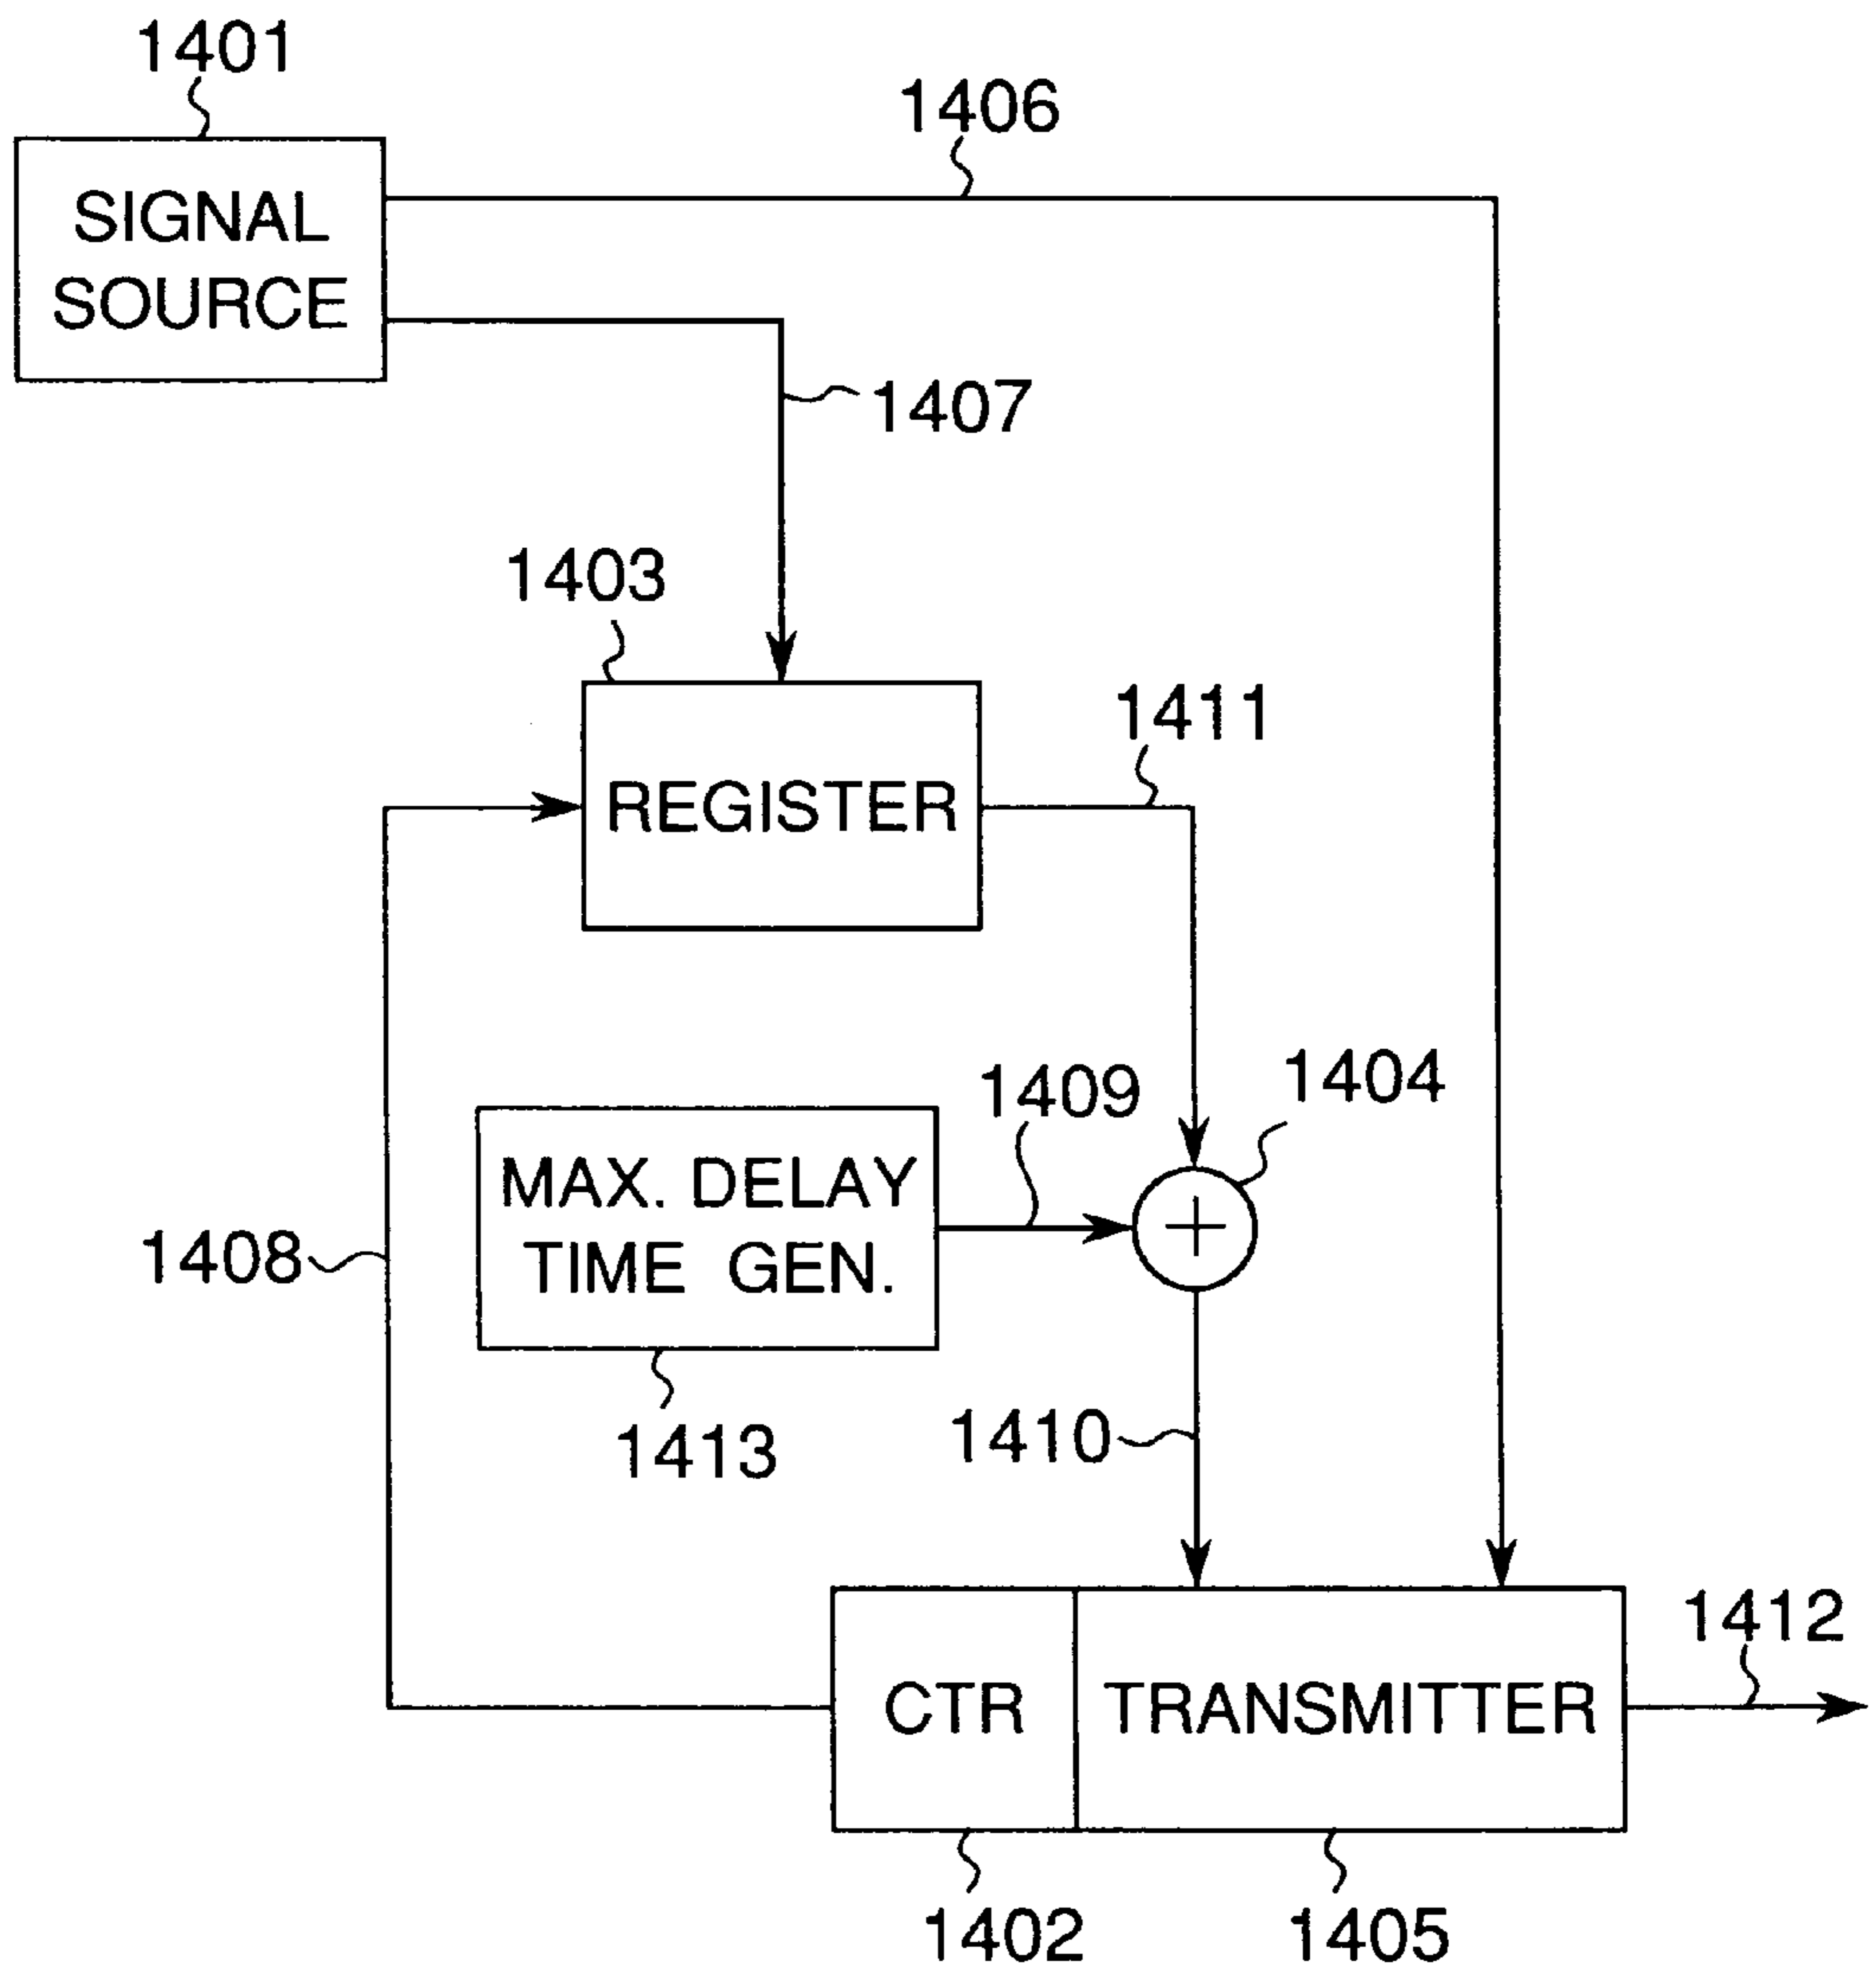 1401
1406
SIGNAL
SOURCE
1407
1403
1411
REGISTER
1409
1404
MAX. DELAY
TIME GEN.
1408
1413
1410
1412
CTR
TRANSMITTER
1402
1405